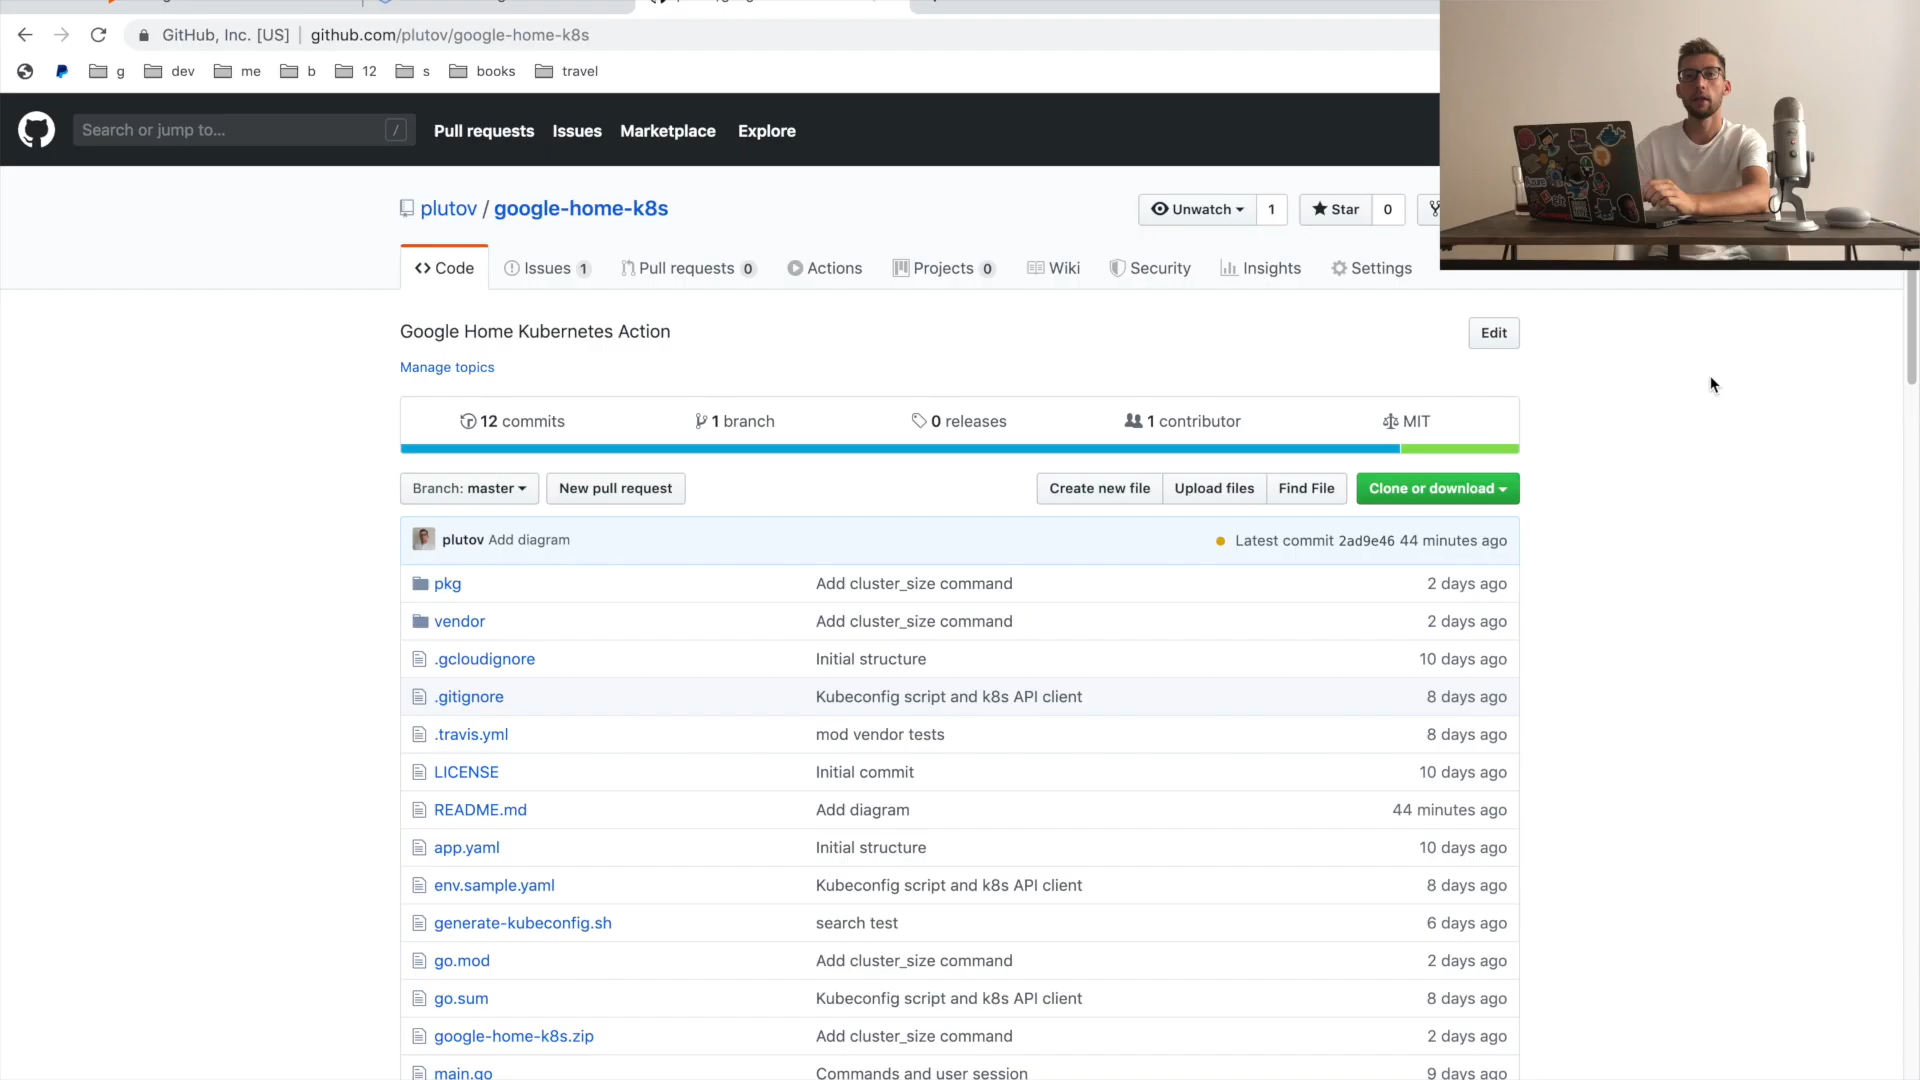 GitHub, Inc. [US] | github.com/plutov/google-home-k8s
g dev me b 12 s books travel
Search or jump to... / Pull requests Issues Marketplace Explore
plutov / google-home-k8s Unwatch 1 Star 0
Code Issues 1 Pull requests 0 Actions Projects 0 Wiki Security Insights Settings
Google Home Kubernetes Action Edit
Manage topics
12 commits 1 branch 0 releases 1 contributor MIT
Branch: master New pull request Create new file Upload files Find File Clone or download
plutov Add diagram Latest commit 2ad9e46 44 minutes ago
pkg Add cluster_size command 2 days ago
vendor Add cluster_size command 2 days ago
.gcloudignore Initial structure 10 days ago
.gitignore Kubeconfig script and k8s API client 8 days ago
.travis.yml mod vendor tests 8 days ago
LICENSE Initial commit 10 days ago
README.md Add diagram 44 minutes ago
app.yaml Initial structure 10 days ago
env.sample.yaml Kubeconfig script and k8s API client 8 days ago
generate-kubeconfig.sh search test 6 days ago
go.mod Add cluster_size command 2 days ago
go.sum Kubeconfig script and k8s API client 8 days ago
google-home-k8s.zip Add cluster_size command 2 days ago
main.go Commands and user session 9 days ago